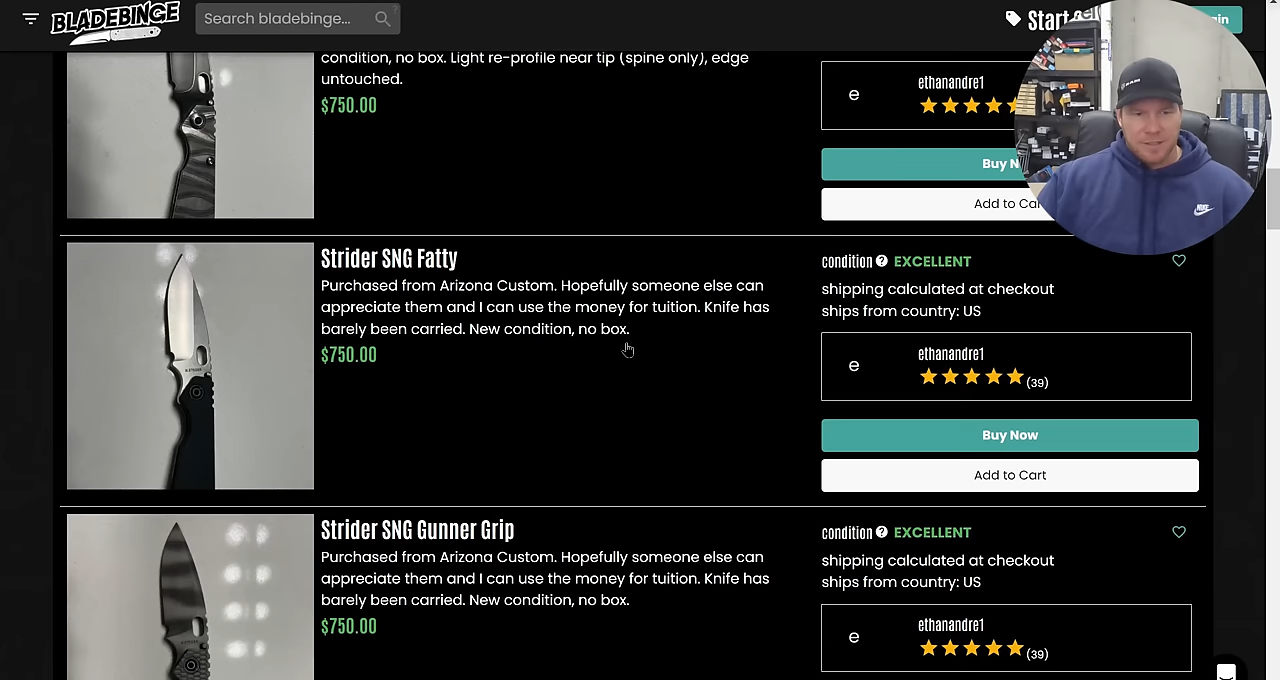 BLADEBINGE
Search bladebinge...
Start
condition, no box. Light re-profile near tip (spine only), edge
untouched.
$750.00
e
ethanandre1
Buy
Add to
Strider SNG Fatty
Purchased from Arizona Custom. Hopefully someone else can
appreciate them and I can use the money for tuition. Knife has
barely been carried. New condition, no box.
$750.00
condition ? EXCELLENT
shipping calculated at checkout
ships from country: US
e
ethanandre1
(39)
Buy Now
Add to Cart
Strider SNG Gunner Grip
Purchased from Arizona Custom. Hopefully someone else can
appreciate them and I can use the money for tuition. Knife has
barely been carried. New condition, no box.
$750.00
condition ? EXCELLENT
shipping calculated at checkout
ships from country: US
e
ethanandre1
(39)
NIKE